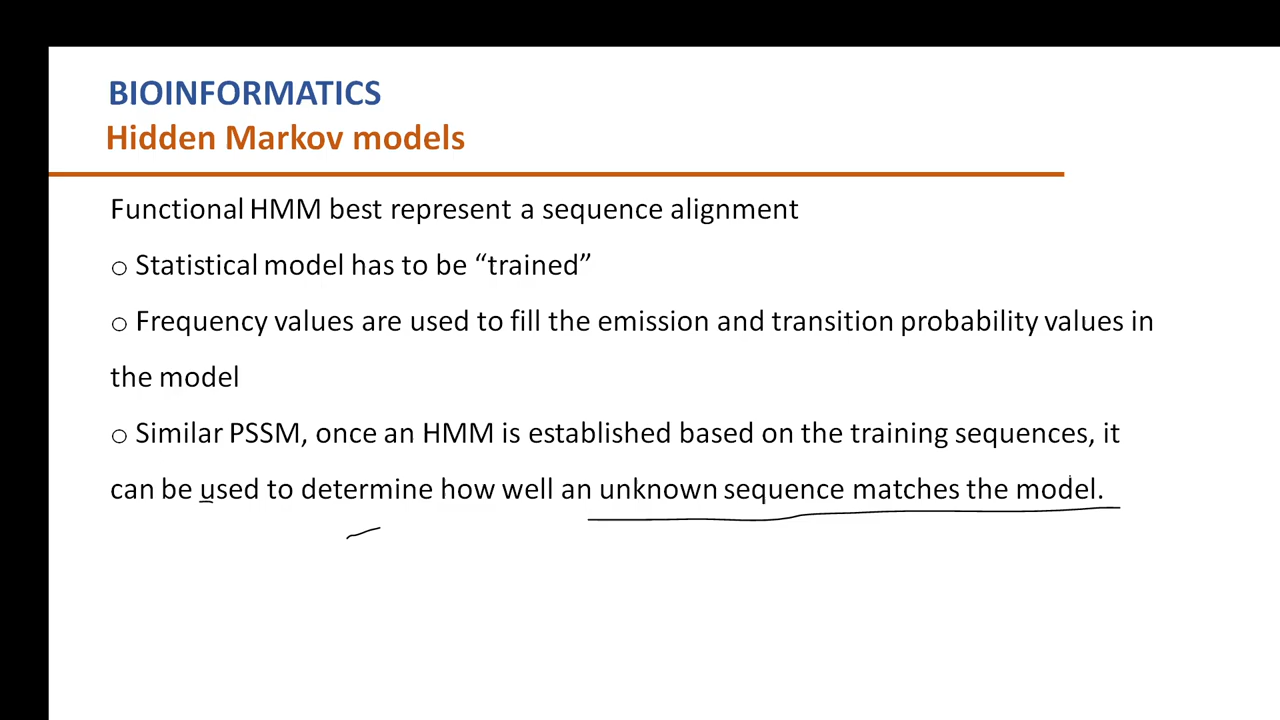 BIOINFORMATICS
Hidden Markov models
Functional HMM best represent a sequence alignment
o Statistical model has to be “trained”
o Frequency values are used to fill the emission and transition probability values in
the model
o Similar PSSM, once an HMM is established based on the training sequences, it
can be used to determine how well an unknown sequence matches the model.